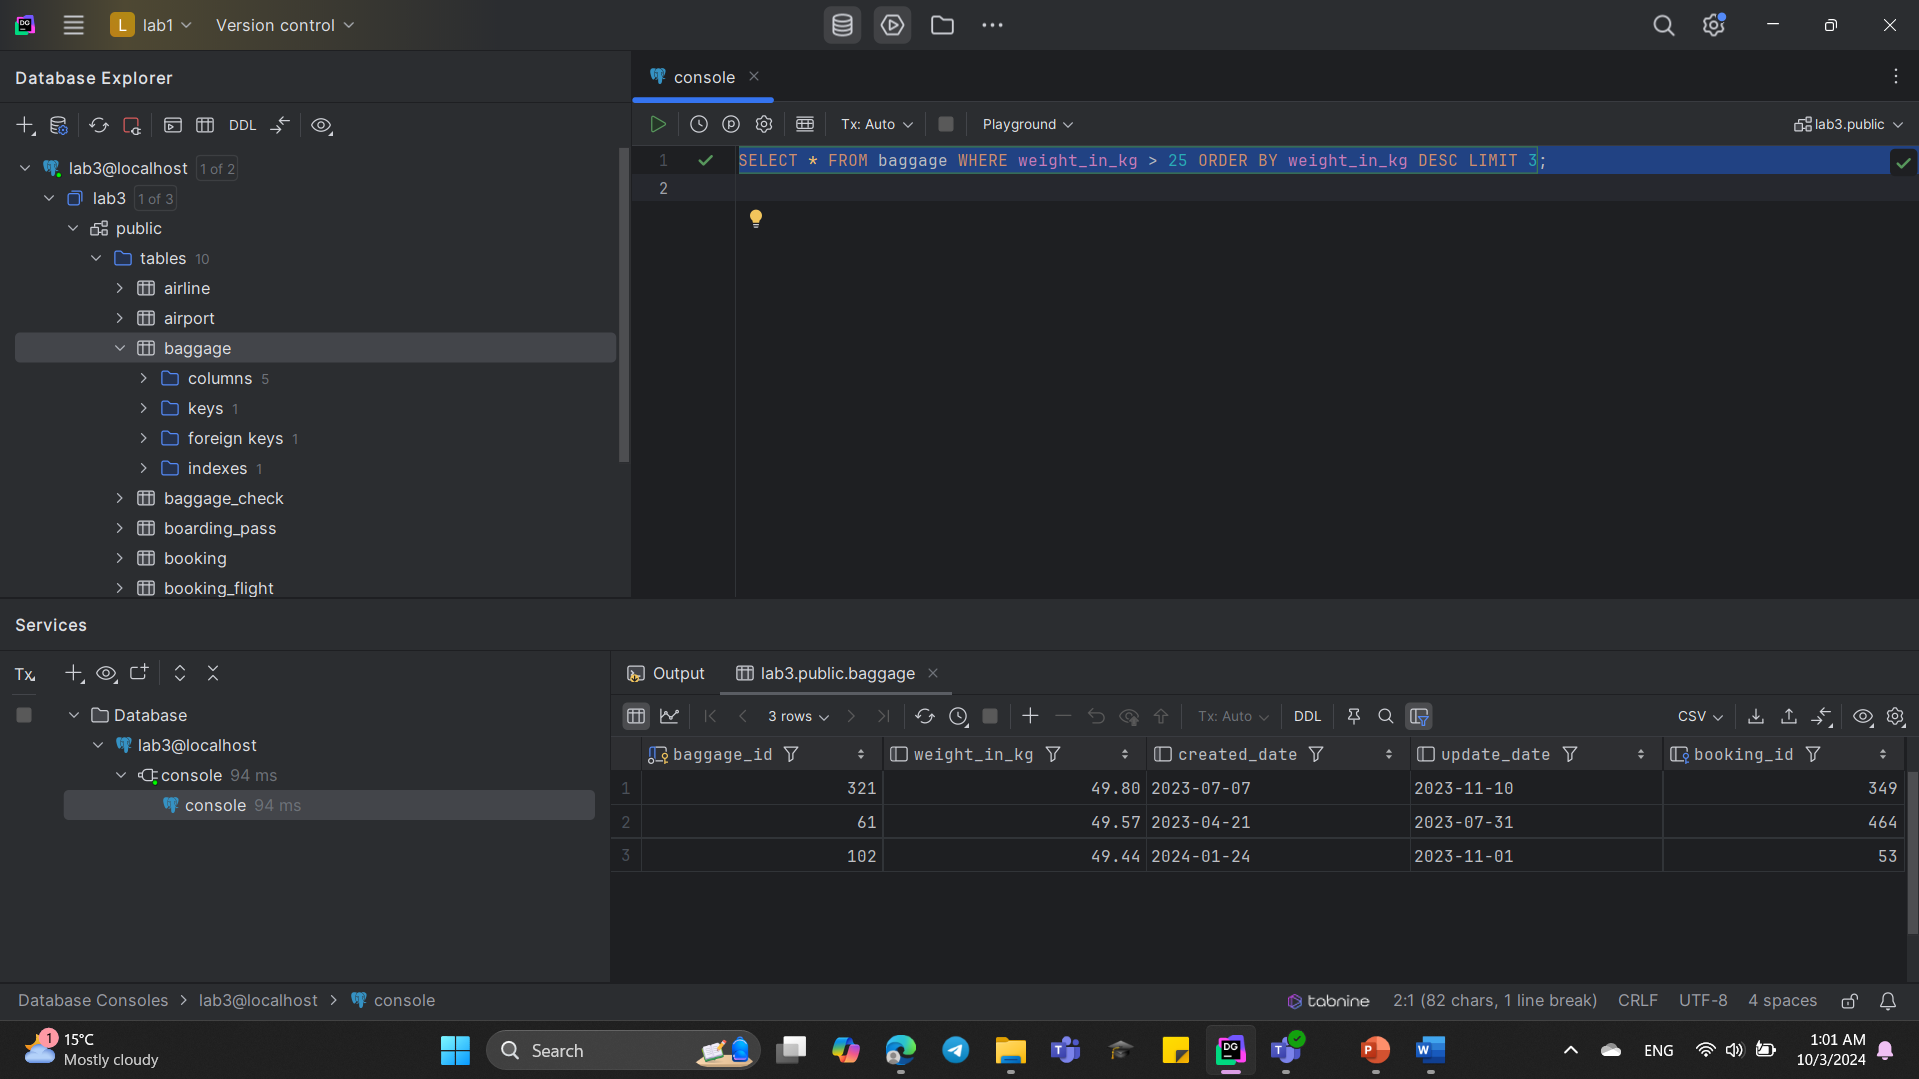 L lab1 Version control
Database Explorer
console
DDL
Tx: Auto
Playground
lab3.public
lab3@localhost 1 of 2
lab3 1 of 3
public
tables 10
airline
airport
baggage
columns 5
keys 1
foreign keys 1
indexes 1
baggage_check
boarding_pass
booking
booking_flight
1 SELECT * FROM baggage WHERE weight_in_kg > 25 ORDER BY weight_in_kg DESC LIMIT 3;
2
Services
Tx
Database
lab3@localhost
console 94 ms
console 94 ms
Output lab3.public.baggage
3 rows Tx: Auto DDL CSV
baggage_id weight_in_kg created_date update_date booking_id
1 321 49.80 2023-07-07 2023-11-10 349
2 61 49.57 2023-04-21 2023-07-31 464
3 102 49.44 2024-01-24 2023-11-01 53
Database Consoles > lab3@localhost > console
tabnine 2:1 (82 chars, 1 line break) CRLF UTF-8 4 spaces
1 15°C
Mostly cloudy
Search
ENG
1:01 AM
10/3/2024